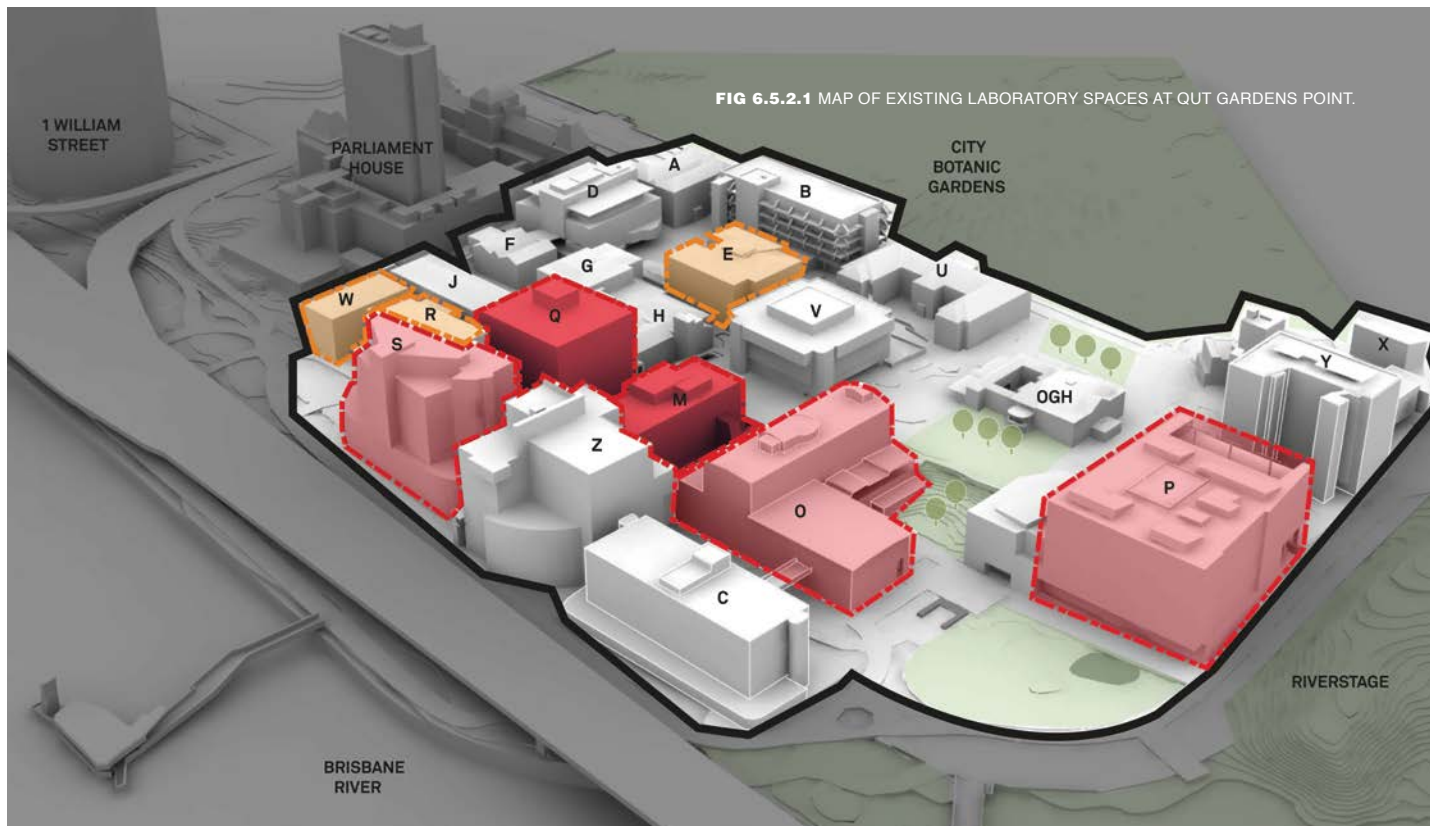 FIG 6.5.2.1 MAP OF EXISTING LABORATORY SPACES AT QUT GARDENS POINT.
1 WILLIAM
STREET
PARLIAMENT
HOUSE
CITY
BOTANIC
GARDENS
A
D
B
F
E
G
U
J
W
R
Q
H
V
S
X
Y
OGH
M
Z
P
O
C
RIVERSTAGE
BRISBANE
RIVER